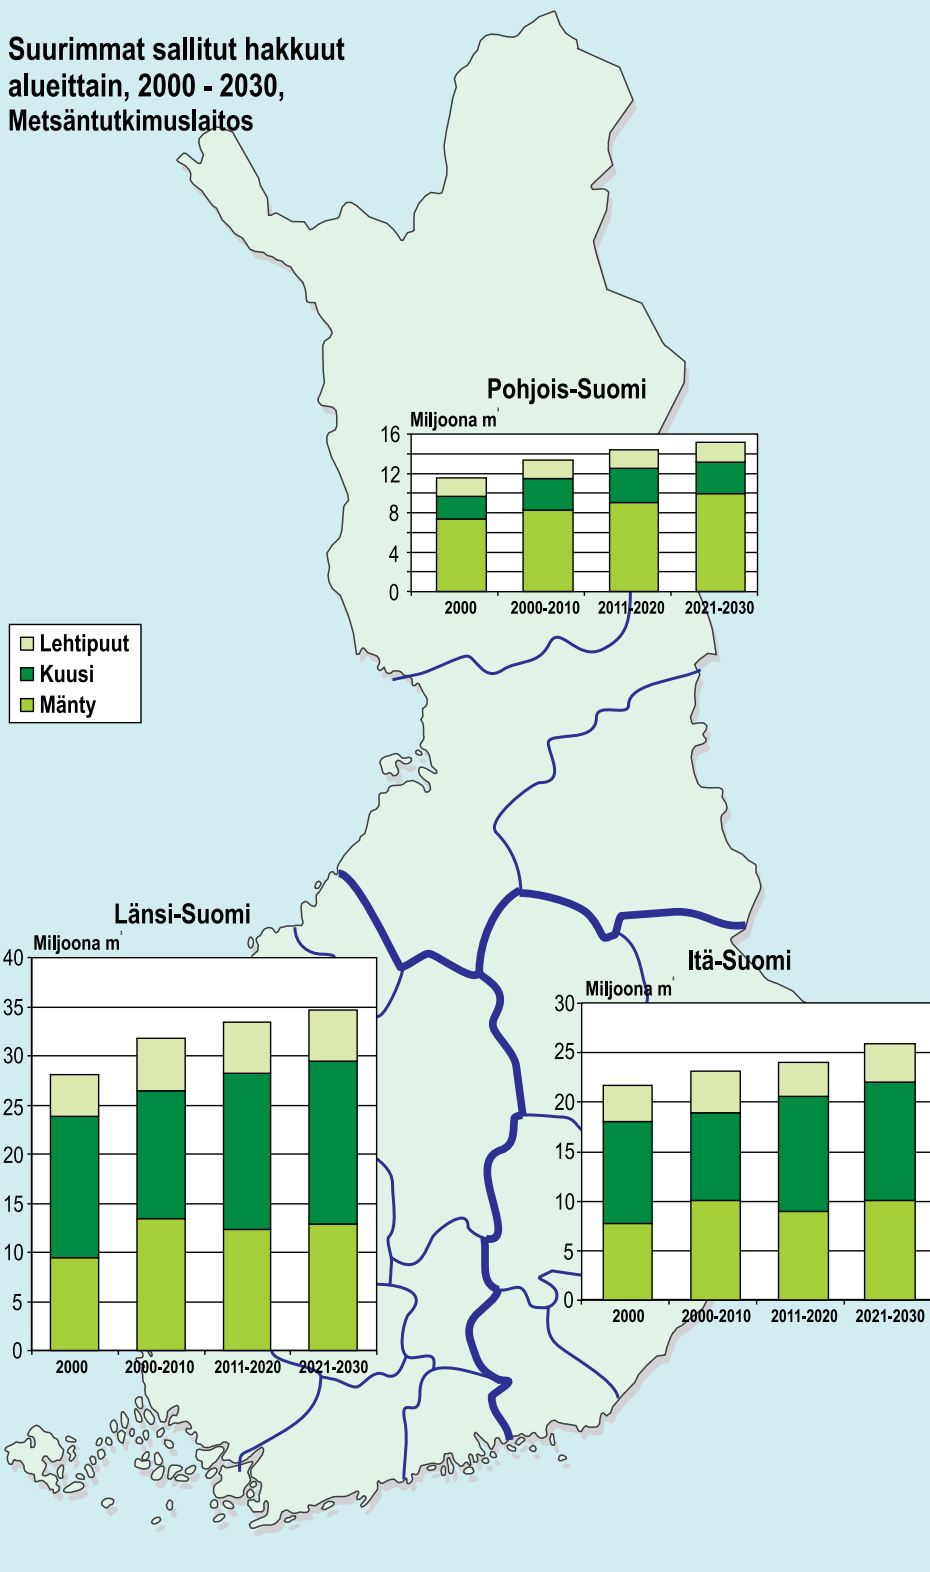 Suurimmat sallitut hakkuut
alueittain, 2000 - 2030,
Metsäntutkimuslaitos
Pohjois-Suomi
Miljoona m³
16
12
8
4
0
2000 2000-2010 2011-2020 2021-2030
Lehtipuut
Kuusi
Mänty
Länsi-Suomi
Miljoona m³
40
35
30
25
20
15
10
5
0
2000 2000-2010 2011-2020 2021-2030
Itä-Suomi
Miljoona m³
30
25
20
15
10
5
0
2000 2000-2010 2011-2020 2021-2030